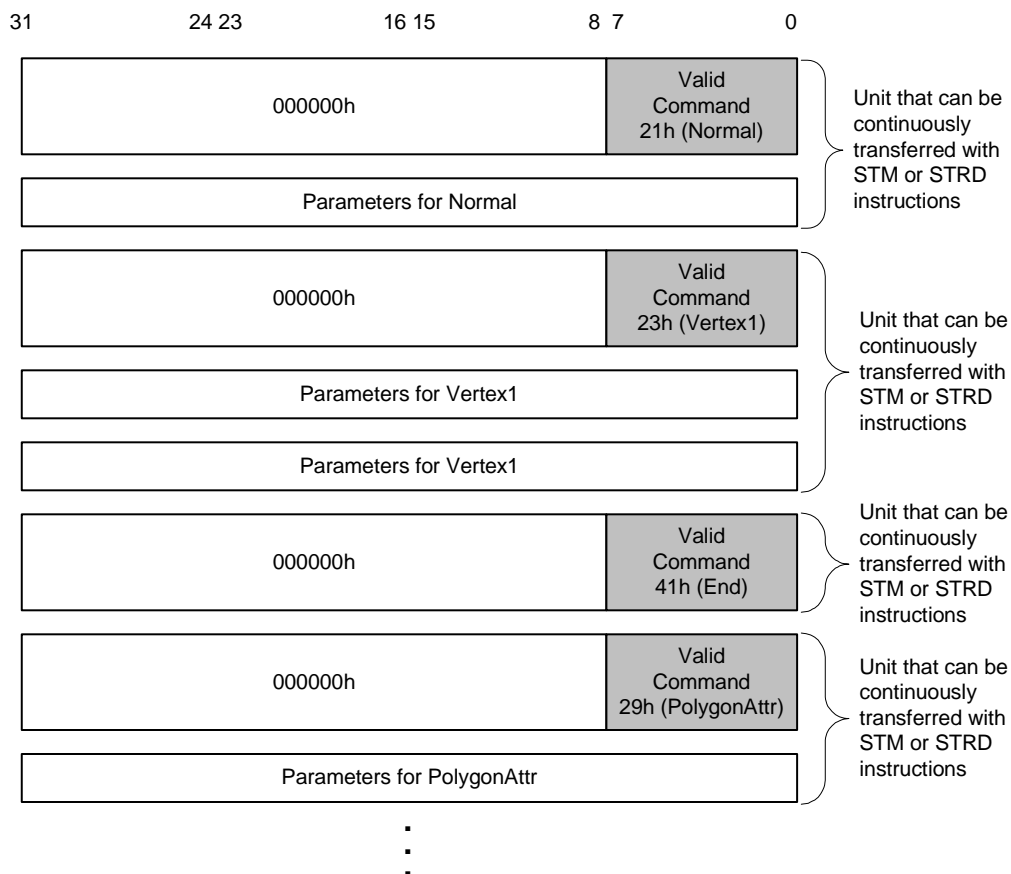 31 24 23 16 15 8 7 0
000000h
Valid
Command
21h (Normal)
Unit that can be
continuously
transferred with
STM or STRD
instructions
Parameters for Normal
000000h
Valid
Command
23h (Vertex1)
Unit that can be
continuously
transferred with
STM or STRD
instructions
Parameters for Vertex1
Parameters for Vertex1
000000h
Valid
Command
41h (End)
Unit that can be
continuously
transferred with
STM or STRD
instructions
000000h
Valid
Command
29h (PolygonAttr)
Unit that can be
continuously
transferred with
STM or STRD
instructions
Parameters for PolygonAttr